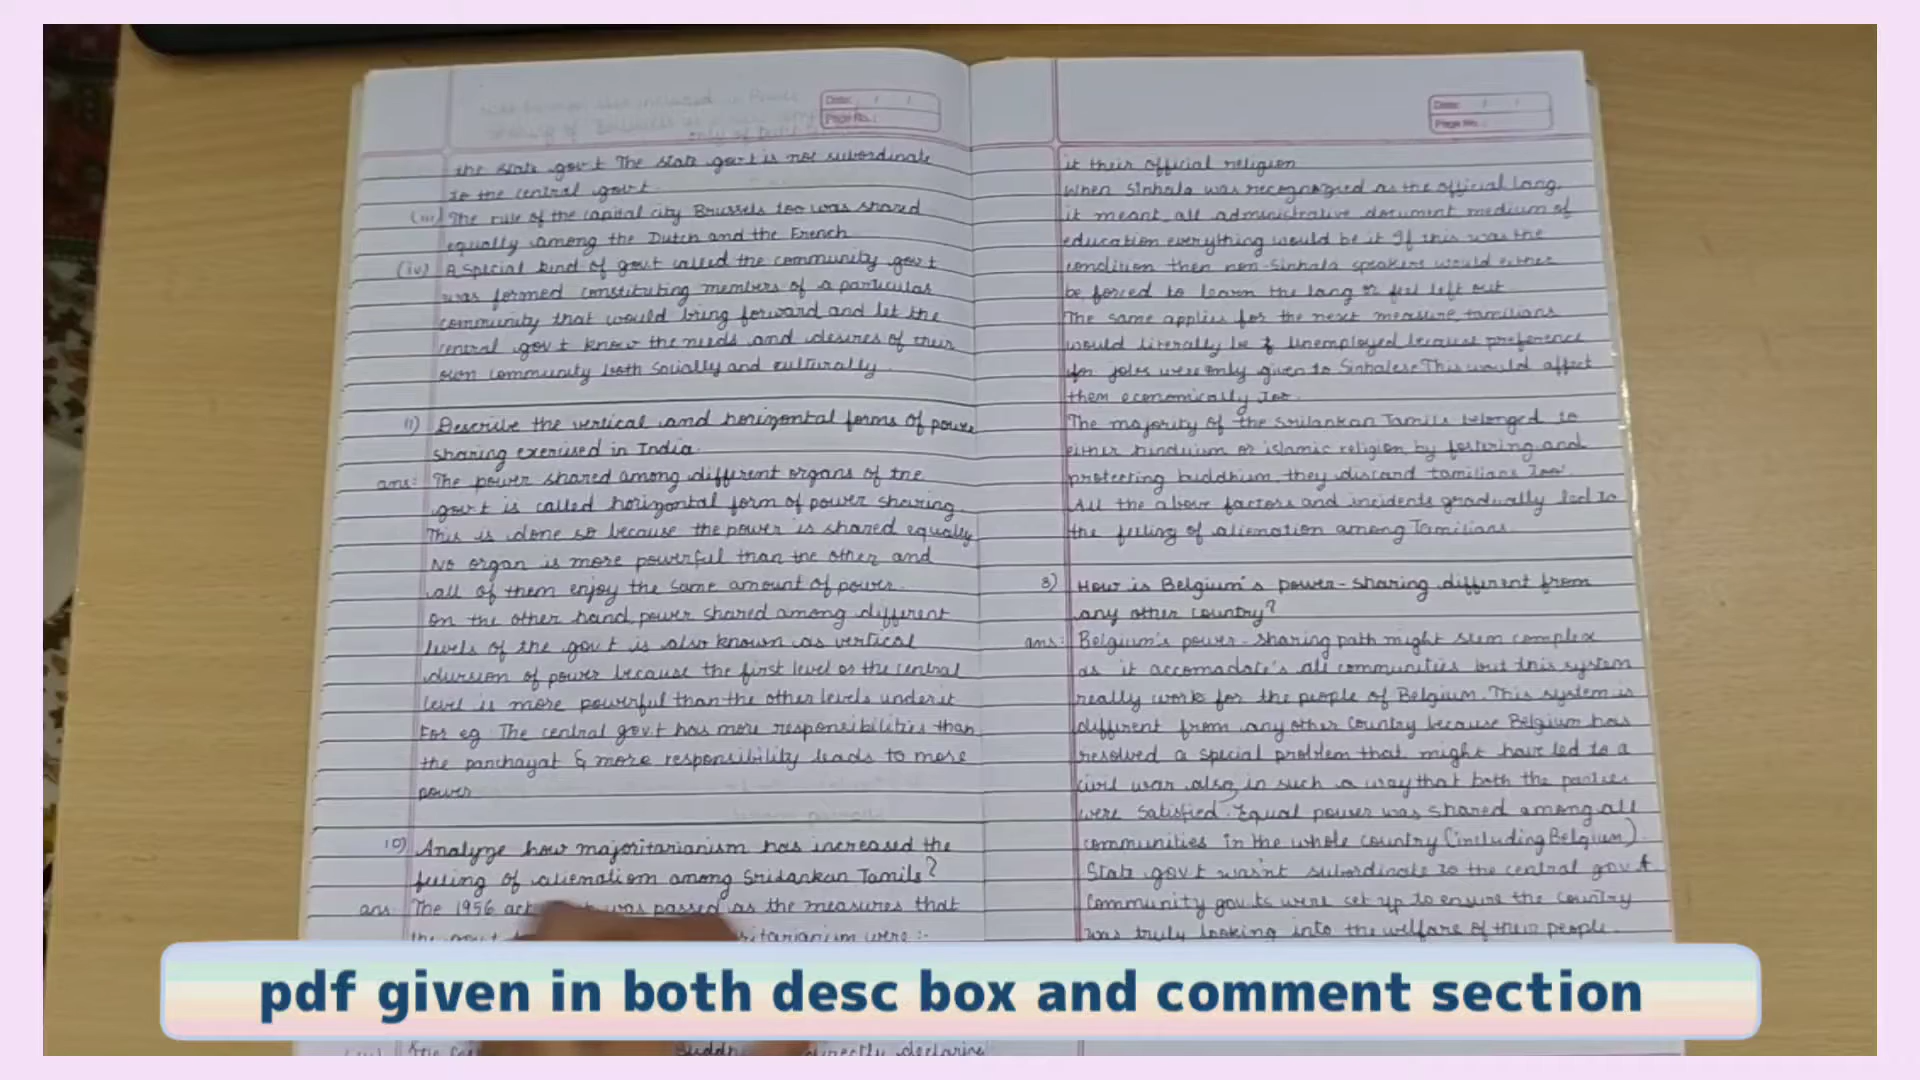 Date: / /
Page No.:
the state govt The state govt is not subordinate
to the central govt.
(iii) The rule of the capital city Brussels too was shared
equally among the Dutch and the French.
(iv) A special kind of govt called the community govt
was formed constituting members of a particular
community that would bring forward and let the
central govt know the needs and desires of their
own community both socially and culturally.
11) Describe the vertical and horizontal forms of power
sharing exercised in India.
ans: The power shared among different organs of the
govt is called horizontal form of power sharing.
This is done so because the power is shared equally
No organ is more powerful than the other and
all of them enjoy the same amount of power.
On the other hand, power shared among different
levels of the govt is also known as vertical
division of power because the first level or the central
level is more powerful than the other levels under it
For eg The central govt has more responsibilities than
the panchayat & more responsibility leads to more
power
10) Analyze how majoritarianism has increased the
feeling of alienation among Srilankan Tamils?
ans: The 1956 act was passed as the measures that
the govt
were :-
directly declaring
Date: / /
Page No.:
it their official religion
When Sinhala was recognozied as the official lang,
it meant, all administrative document medium of
education everything would be it If this was the
condition then non-Sinhala speakers would either
be forced to learn the lang or feel left out
The same applies for the next measure, tamilians
would literally be unemployed because preference
for jobs were only given to Sinhalese. This would affect
them economically too.
The majority of the srilankan Tamils belonged to
either hinduism or islamic religion, by fostering and
protecting buddhism, they discard tamilians too.
All the above factors and incidents gradually led to
the feeling of alienation among Tamilians.
3) How is Belgium's power-sharing different from
any other country?
ans: Belgium's power-sharing path might seem complex
as it accomadate's all communities but this system
really works for the people of Belgium. This system is
different from any other country because Belgium has
resolved a special problem that might have led to a
civil war also, in such a way that both the parties
were satisfied. Equal power was shared among all
communities in the whole country (including Belgium).
State govt wasn't subordinate to the central govt
Community govts were set up to ensure the country
was truly looking into the welfare of their people.
pdf given in both desc box and comment section